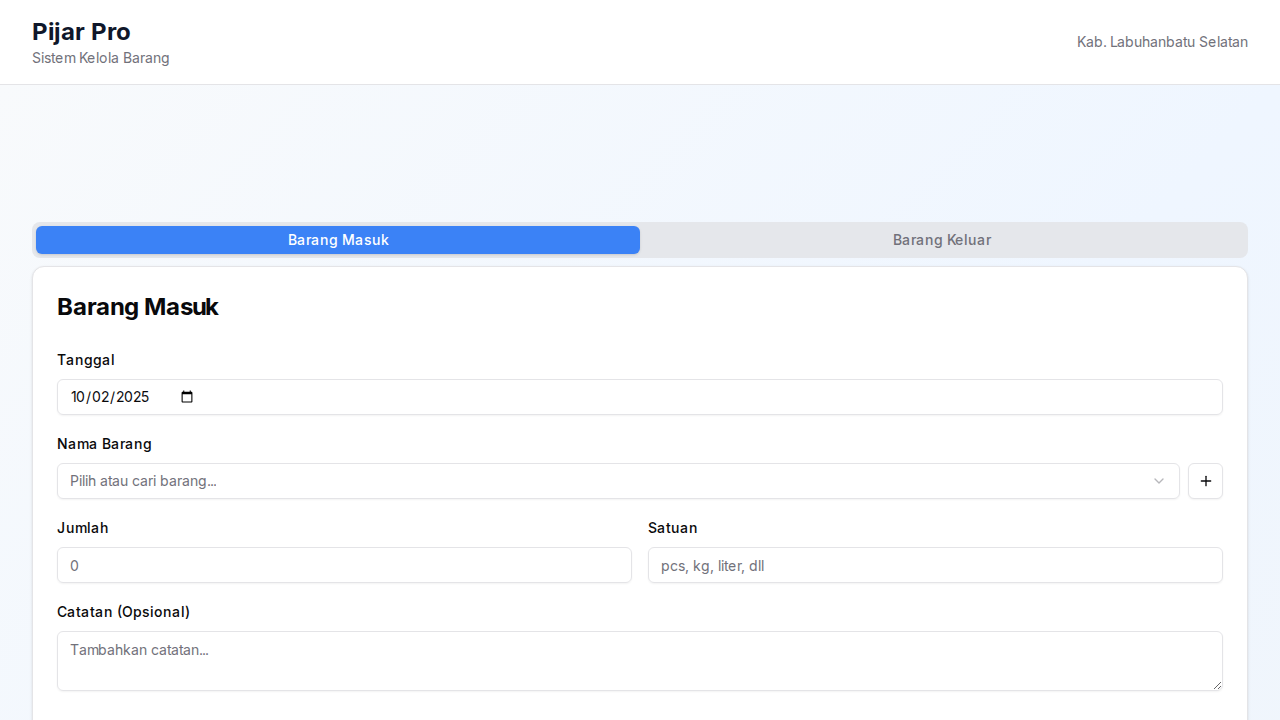 Pijar Pro
Sistem Kelola Barang
Kab. Labuhanbatu Selatan
Barang Masuk
Barang Keluar
Barang Masuk
Tanggal
10/02/2025
Nama Barang
Pilih atau cari barang...
Jumlah
Satuan
0
pcs, kg, liter, dll
Catatan (Opsional)
Tambahkan catatan...